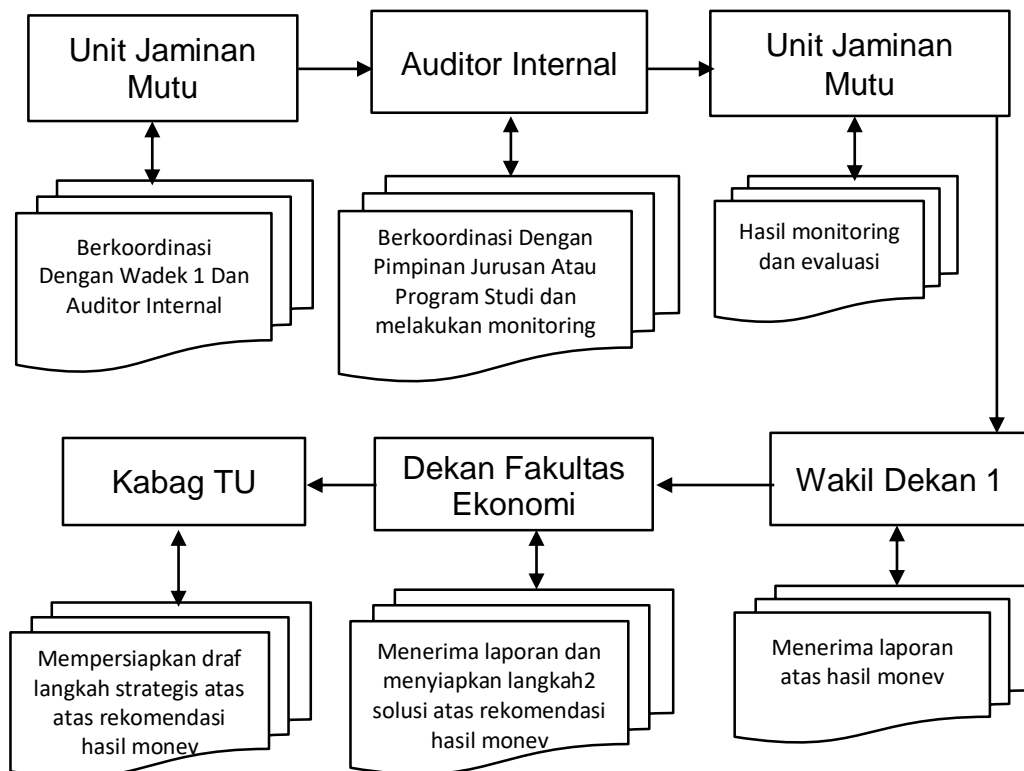 Unit Jaminan
Mutu
Auditor Internal
Unit Jaminan
Mutu
Berkoordinasi
Dengan Wadek 1 Dan
Auditor Internal
Berkoordinasi Dengan
Pimpinan Jurusan Atau
Program Studi dan
melakukan monitoring
Hasil monitoring
dan evaluasi
Kabag TU
Dekan Fakultas
Ekonomi
Wakil Dekan 1
Mempersiapkan draf
langkah strategis atas
atas rekomendasi
hasil monev
Menerima laporan dan
menyiapkan langkah2
solusi atas rekomendasi
hasil monev
Menerima laporan
atas hasil monev